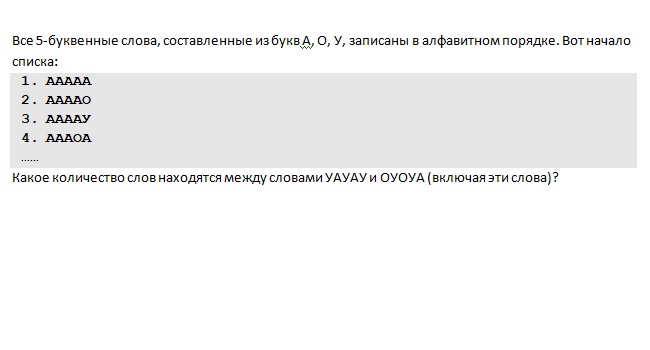 Все 5-буквенные слова, составленные из букв А, О, У, записаны в алфавитном порядке. Вот начало
списка:
1. ААААА
2. ААААО
3. ААААУ
4. АААОА
......
Какое количество слов находятся между словами УАУАУ и ОУОУА (включая эти слова)?